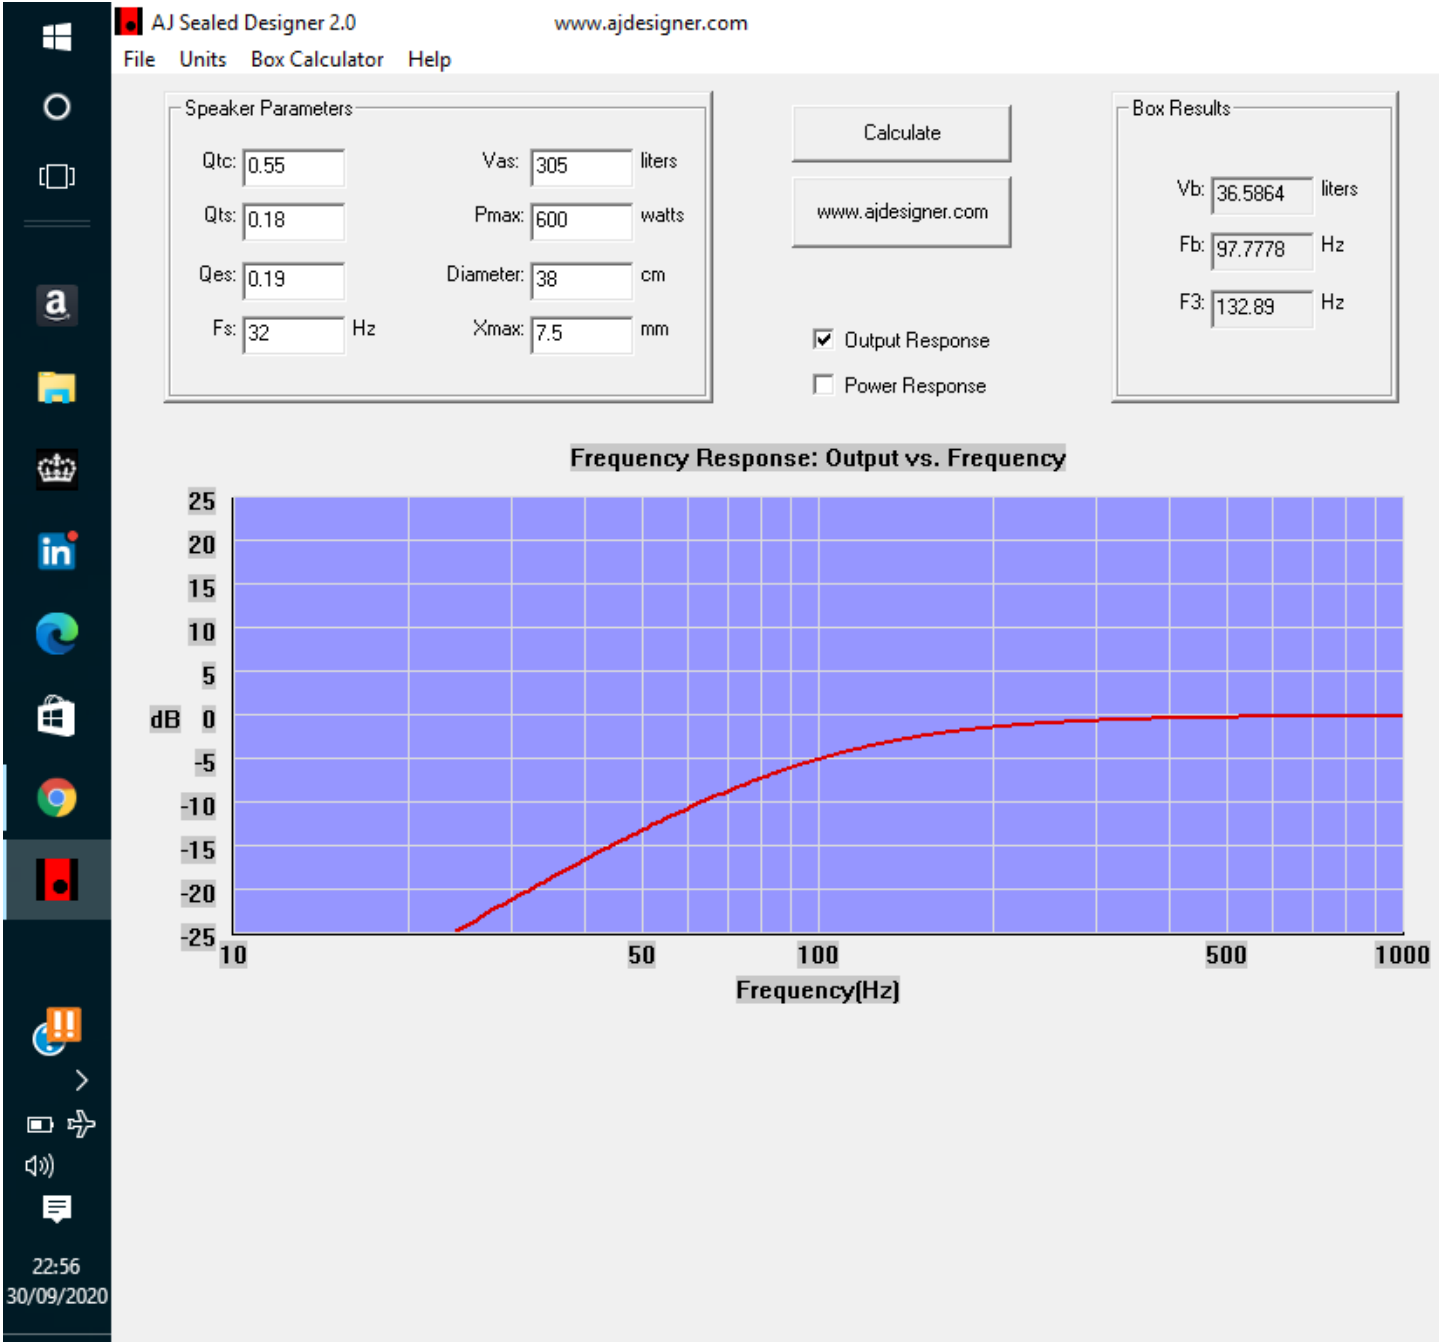 AJ Sealed Designer 2.0 www.ajdesigner.com
File Units Box Calculator Help
Speaker Parameters
Qtc: 0.55 Vas: 305 liters
Qts: 0.18 Pmax: 600 watts
Qes: 0.19 Diameter: 38 cm
Fs: 32 Hz Xmax: 7.5 mm
Calculate
www.ajdesigner.com
Output Response
Power Response
Box Results
Vb: 36.5864 liters
Fb: 97.7778 Hz
F3: 132.89 Hz
Frequency Response: Output vs. Frequency
25
20
15
10
5
dB 0
-5
-10
-15
-20
-25
10 50 100 500 1000
Frequency(Hz)
a
in
22:56
30/09/2020